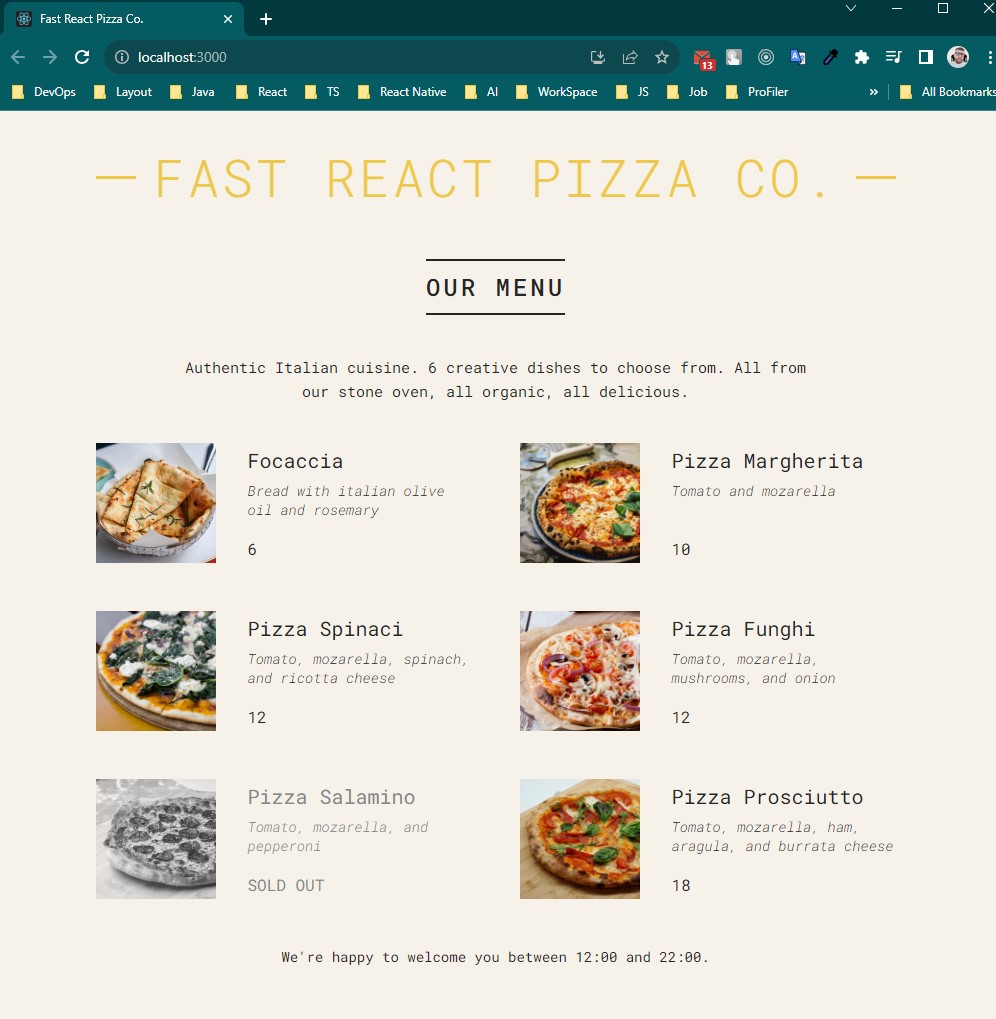 Fast React Pizza Co.
localhost:3000
13
DevOps Layout Java React TS React Native AI WorkSpace JS Job ProFiler » All Bookmarks
FAST REACT PIZZA CO.
OUR MENU
Authentic Italian cuisine. 6 creative dishes to choose from. All from
our stone oven, all organic, all delicious.
Focaccia
Bread with italian olive
oil and rosemary
6
Pizza Margherita
Tomato and mozarella
10
Pizza Spinaci
Tomato, mozarella, spinach,
and ricotta cheese
12
Pizza Funghi
Tomato, mozarella,
mushrooms, and onion
12
Pizza Salamino
Tomato, mozarella, and
pepperoni
SOLD OUT
Pizza Prosciutto
Tomato, mozarella, ham,
aragula, and burrata cheese
18
We're happy to welcome you between 12:00 and 22:00.